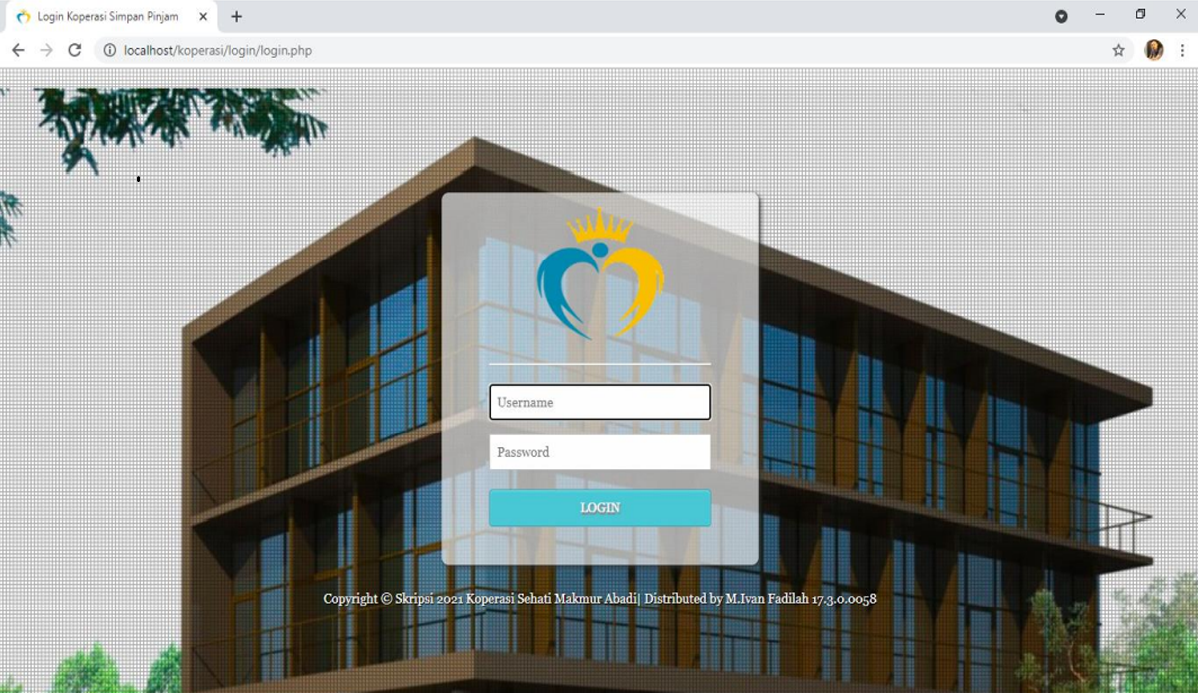 Login Koperasi Simpan Pinjam
localhost/koperasi/login/login.php
Username
Password
LOGIN
Copyright © Skripsi 2021 Koperasi Sehati Makmur Abadi| Distributed by M.Ivan Fadilah 17.3.0.0058